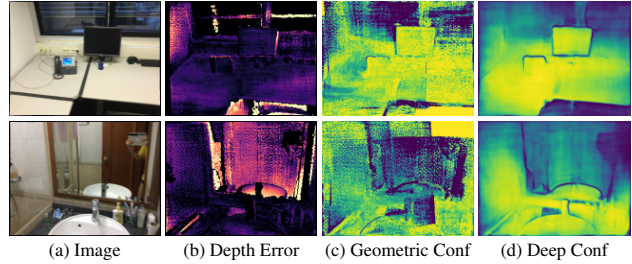 (a) Image
(b) Depth Error
(c) Geometric Conf
(d) Deep Conf